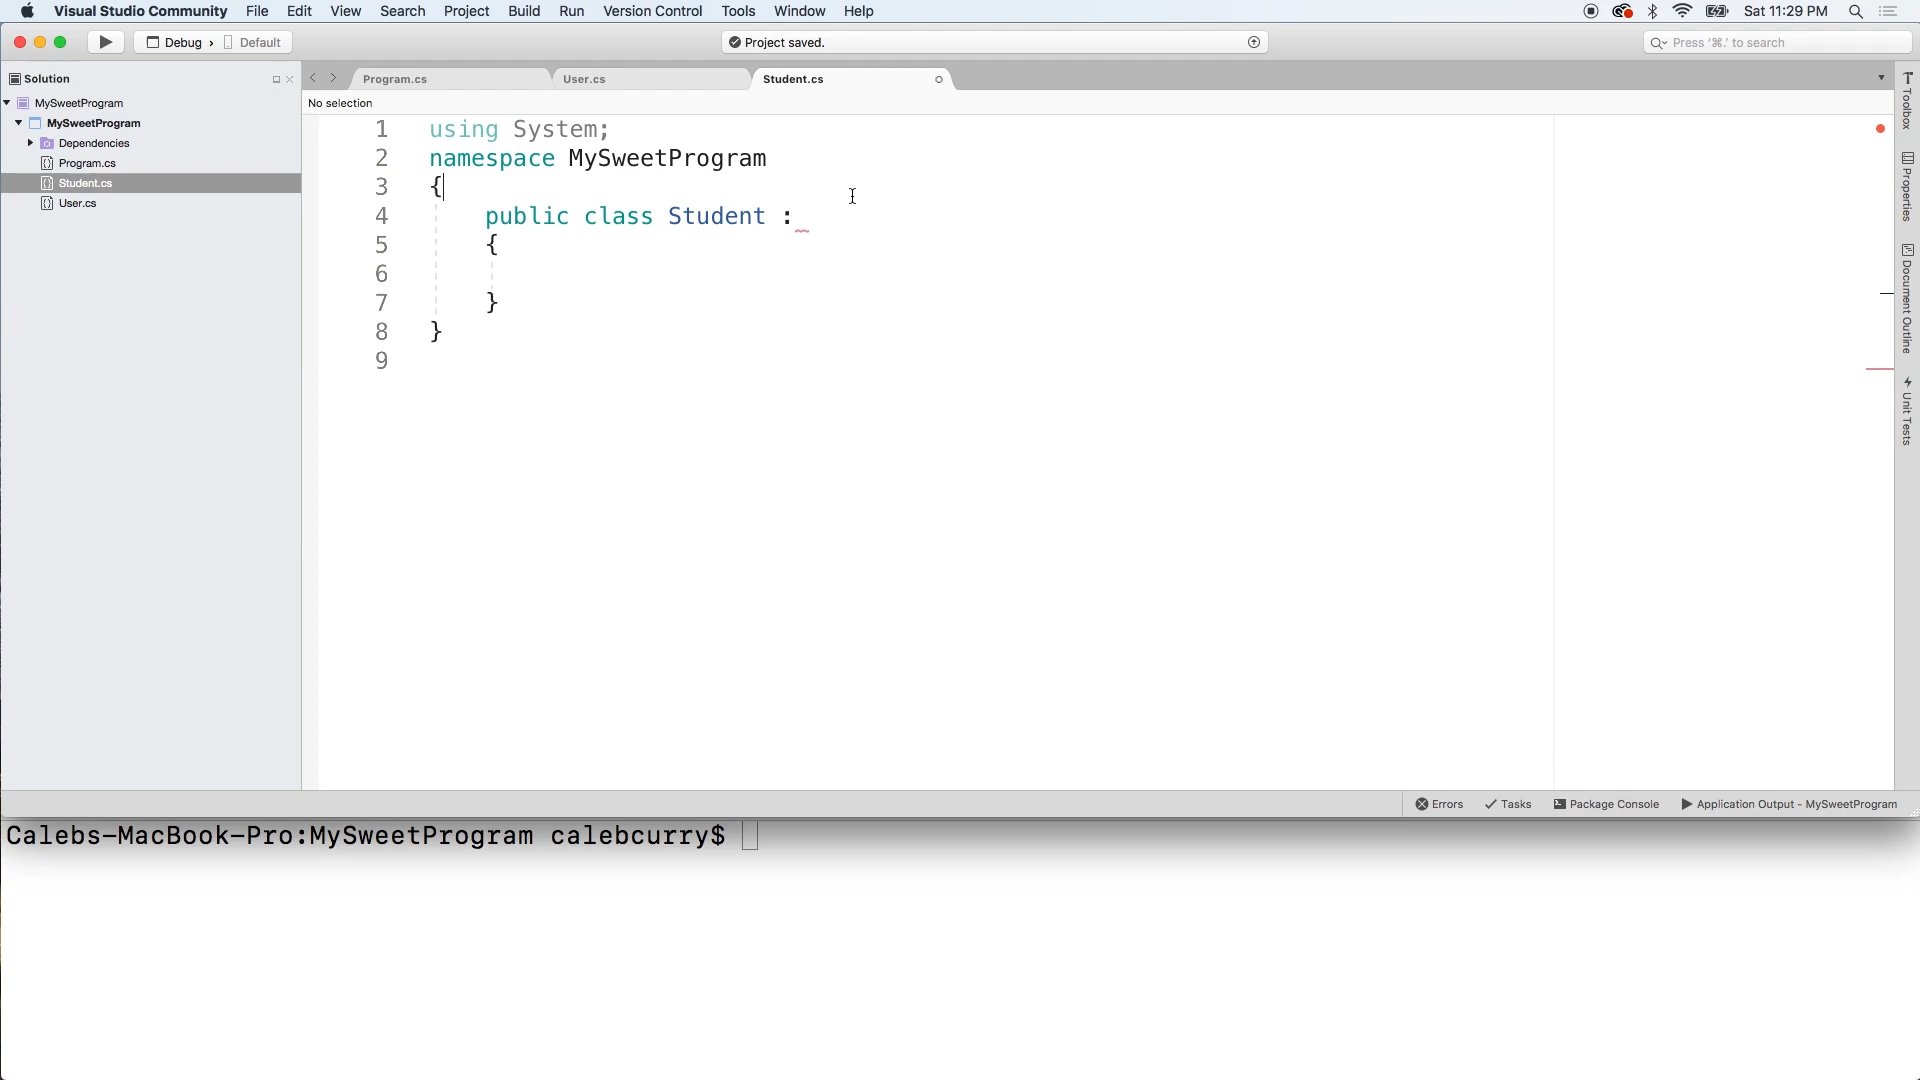 Visual Studio Community File Edit View Search Project Build Run Version Control Tools Window Help Sat 11:29 PM
Debug › Default Project saved. Press '⌘.' to search
Solution
Program.cs User.cs Student.cs
No selection
MySweetProgram
MySweetProgram
Dependencies
Program.cs
Student.cs
User.cs
1 using System;
2 namespace MySweetProgram
3 {
4 public class Student :
5 {
6
7 }
8 }
9
Toolbox
Properties
Document Outline
Unit Tests
Errors Tasks Package Console Application Output - MySweetProgram
Calebs-MacBook-Pro:MySweetProgram calebcurry$